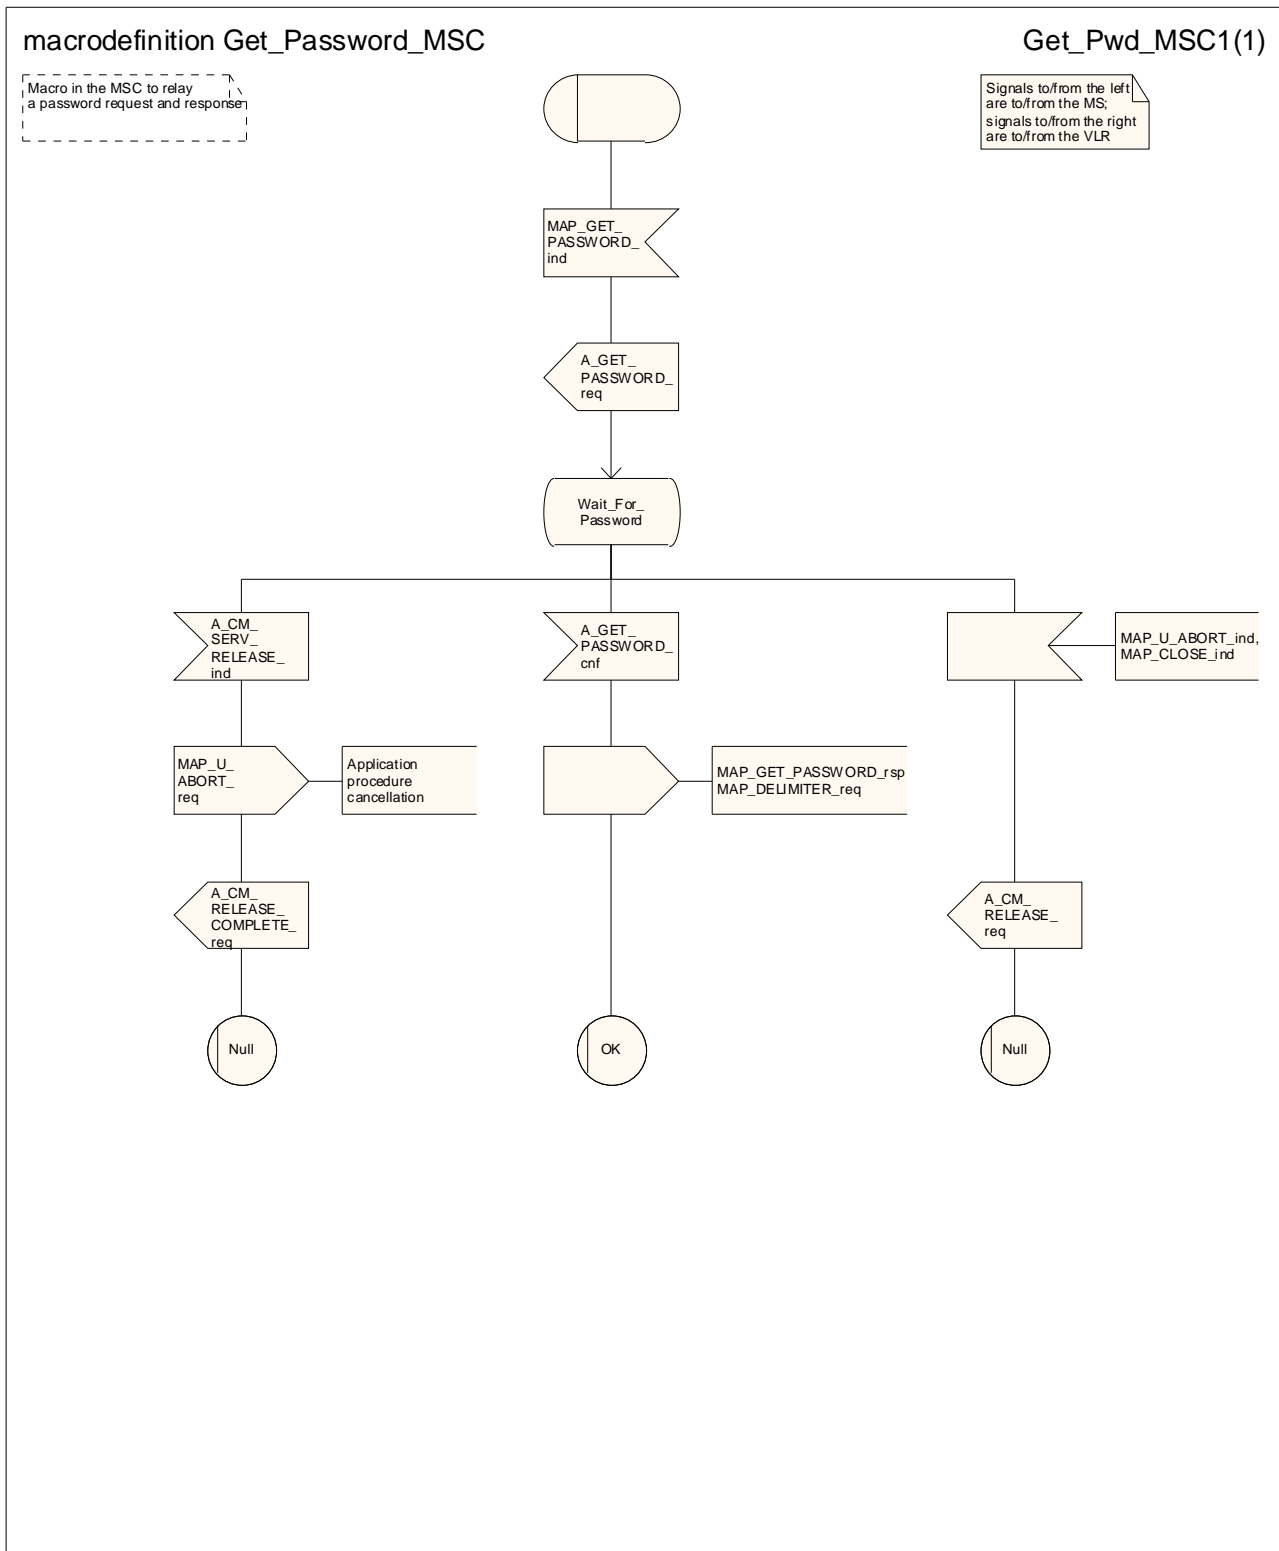 macrodefinition Get_Password_MSC
Get_Pwd_MSC1(1)
Macro in the MSC to relay
a password request and response
Signals to/from the left
are to/from the MS;
signals to/from the right
are to/from the VLR
MAP_GET_
PASSWORD_
ind
A_GET_
PASSWORD_
req
Wait_For_
Password
A_CM_
SERV_
RELEASE_
ind
A_GET_
PASSWORD_
cnf
MAP_U_ABORT_ind,
MAP_CLOSE_ind
MAP_U_
ABORT_
req
Application
procedure
cancellation
MAP_GET_PASSWORD_rsp
MAP_DELIMITER_req
A_CM_
RELEASE_
COMPLETE_
req
A_CM_
RELEASE_
req
Null
OK
Null